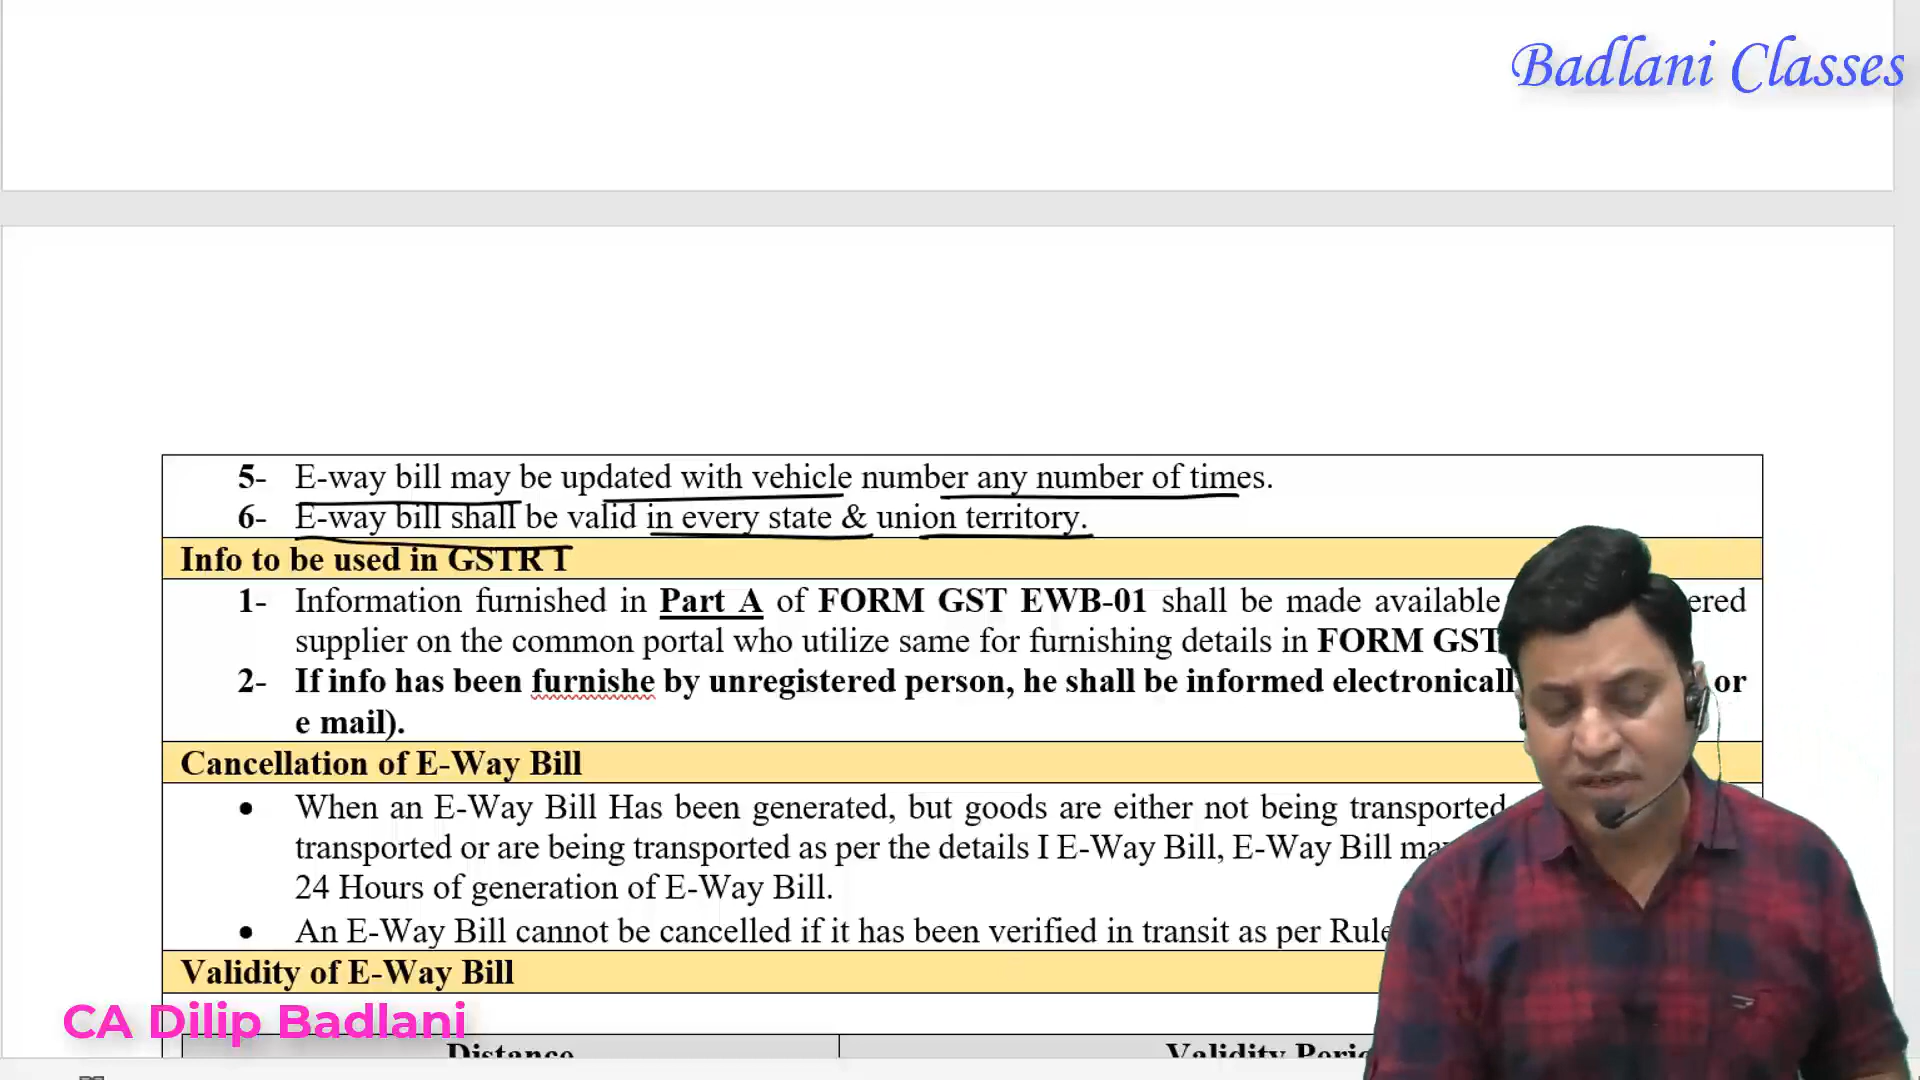 Badlani Classes
5- E-way bill may be updated with vehicle number any number of times.
6- E-way bill shall be valid in every state & union territory.
Info to be used in GSTR 1
1- Information furnished in Part A of FORM GST EWB-01 shall be made available ered
supplier on the common portal who utilize same for furnishing details in FORM GST
2- If info has been furnishe by unregistered person, he shall be informed electronicall or
e mail).
Cancellation of E-Way Bill
• When an E-Way Bill Has been generated, but goods are either not being transported
transported or are being transported as per the details I E-Way Bill, E-Way Bill may
24 Hours of generation of E-Way Bill.
• An E-Way Bill cannot be cancelled if it has been verified in transit as per Rule
Validity of E-Way Bill
CA Dilip Badlani
Distance Validity